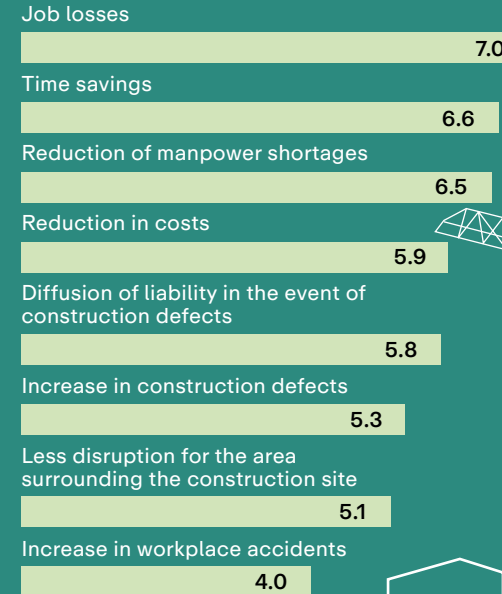 Job losses
7.0
Time savings
6.6
Reduction of manpower shortages
6.5
Reduction in costs
5.9
Diffusion of liability in the event of
construction defects
5.8
Increase in construction defects
5.3
Less disruption for the area
surrounding the construction site
5.1
Increase in workplace accidents
4.0